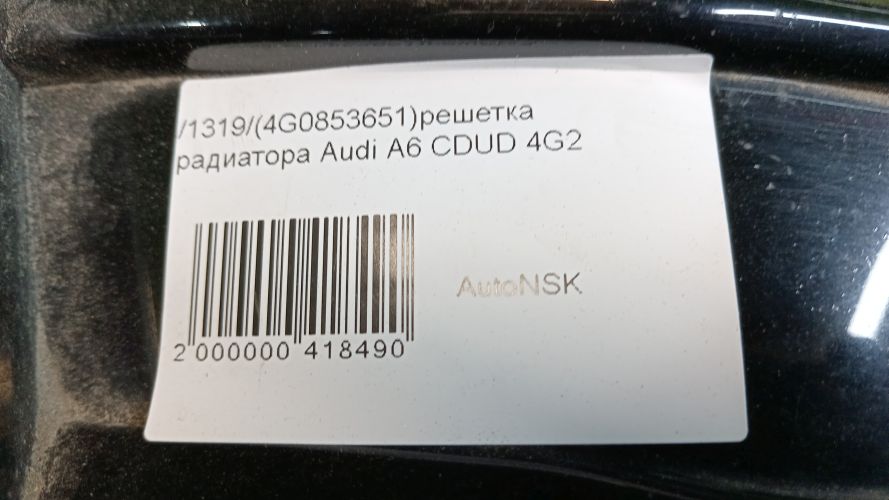 /1319/(4G0853651)решетка
радиатора Audi A6 CDUD 4G2
AutoNSK
2 000000 418490